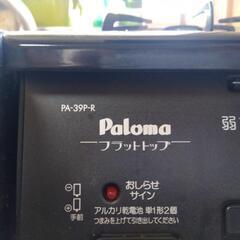 PA-39P-R
Paloma
フラットトップ
弱
おしらせ
サイン
手前
アルカリ乾電池 単1形2個
つまみを上げて引き出してください